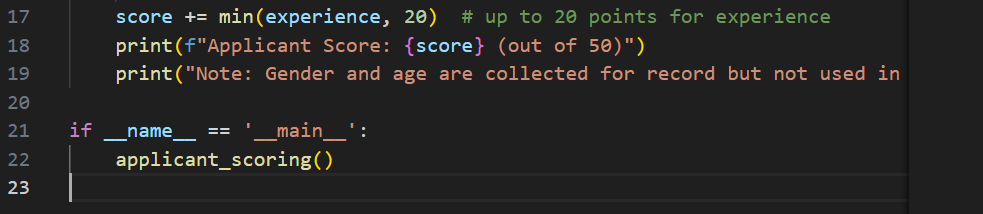 17 score += min(experience, 20)  # up to 20 points for experience
18 print(f"Applicant Score: {score} (out of 50)")
19 print("Note: Gender and age are collected for record but not used in
20
21 if __name__ == '__main__':
22 applicant_scoring()
23